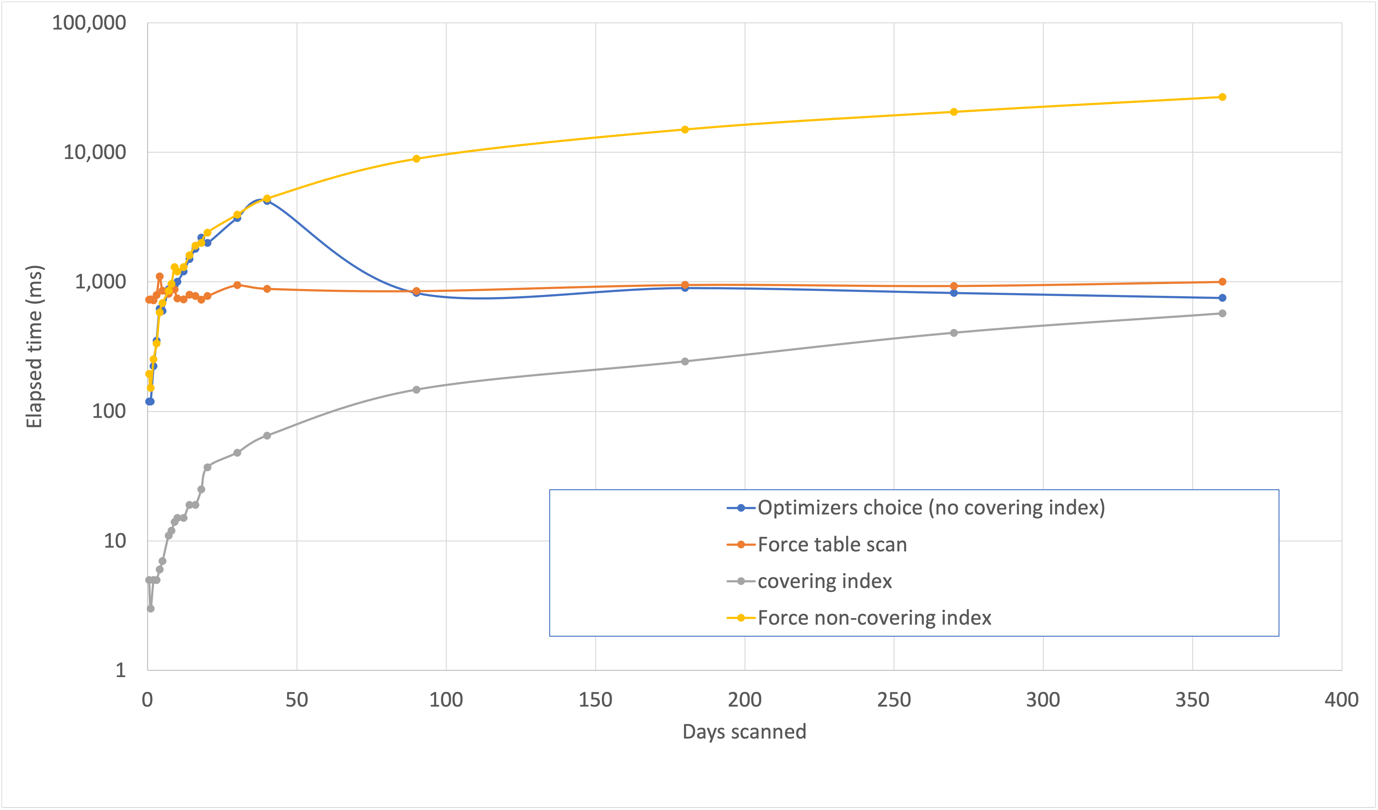 100,000
10,000
1,000
100
10
1
Elapsed time (ms)
Optimizers choice (no covering index)
Force table scan
covering index
Force non-covering index
0 50 100 150 200 250 300 350 400
Days scanned